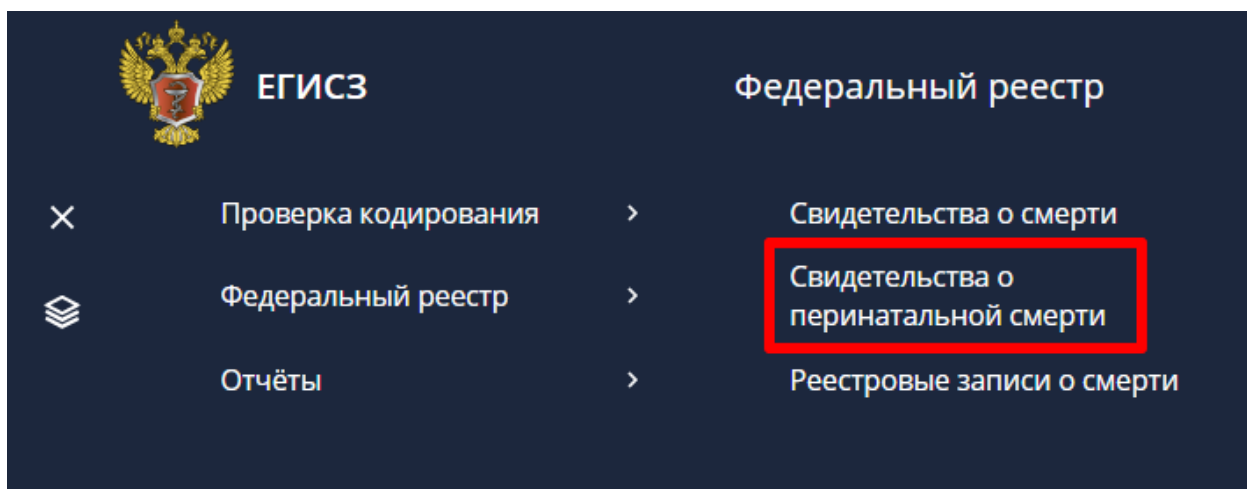 ЕГИСЗ
Федеральный реестр
Проверка кодирования
Федеральный реестр
Отчёты
Свидетельства о смерти
Свидетельства о
перинатальной смерти
Реестровые записи о смерти